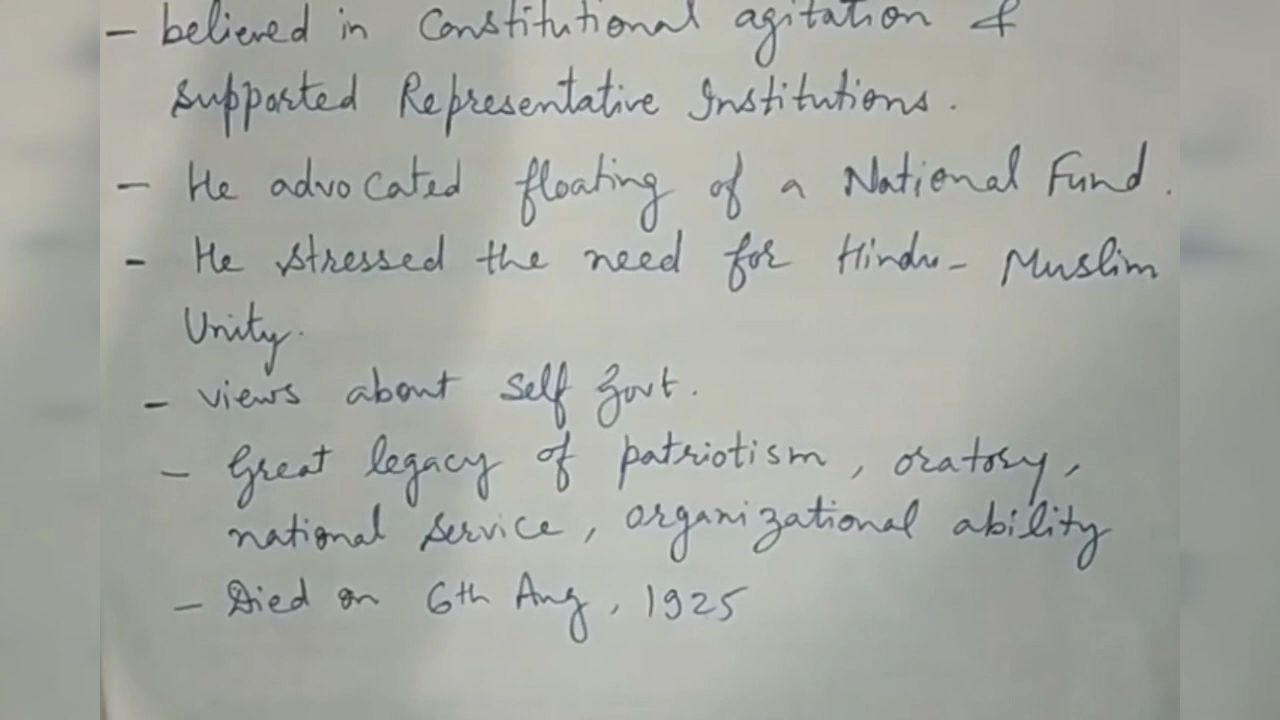 - believed in Constitutional agitation &
supported Representative Institutions.
- He advocated floating of a National Fund.
- He stressed the need for Hindu- Muslim
Unity.
- views about self Govt.
- Great legacy of patriotism, oratory,
national service, organizational ability
- Died on 6th Aug, 1925